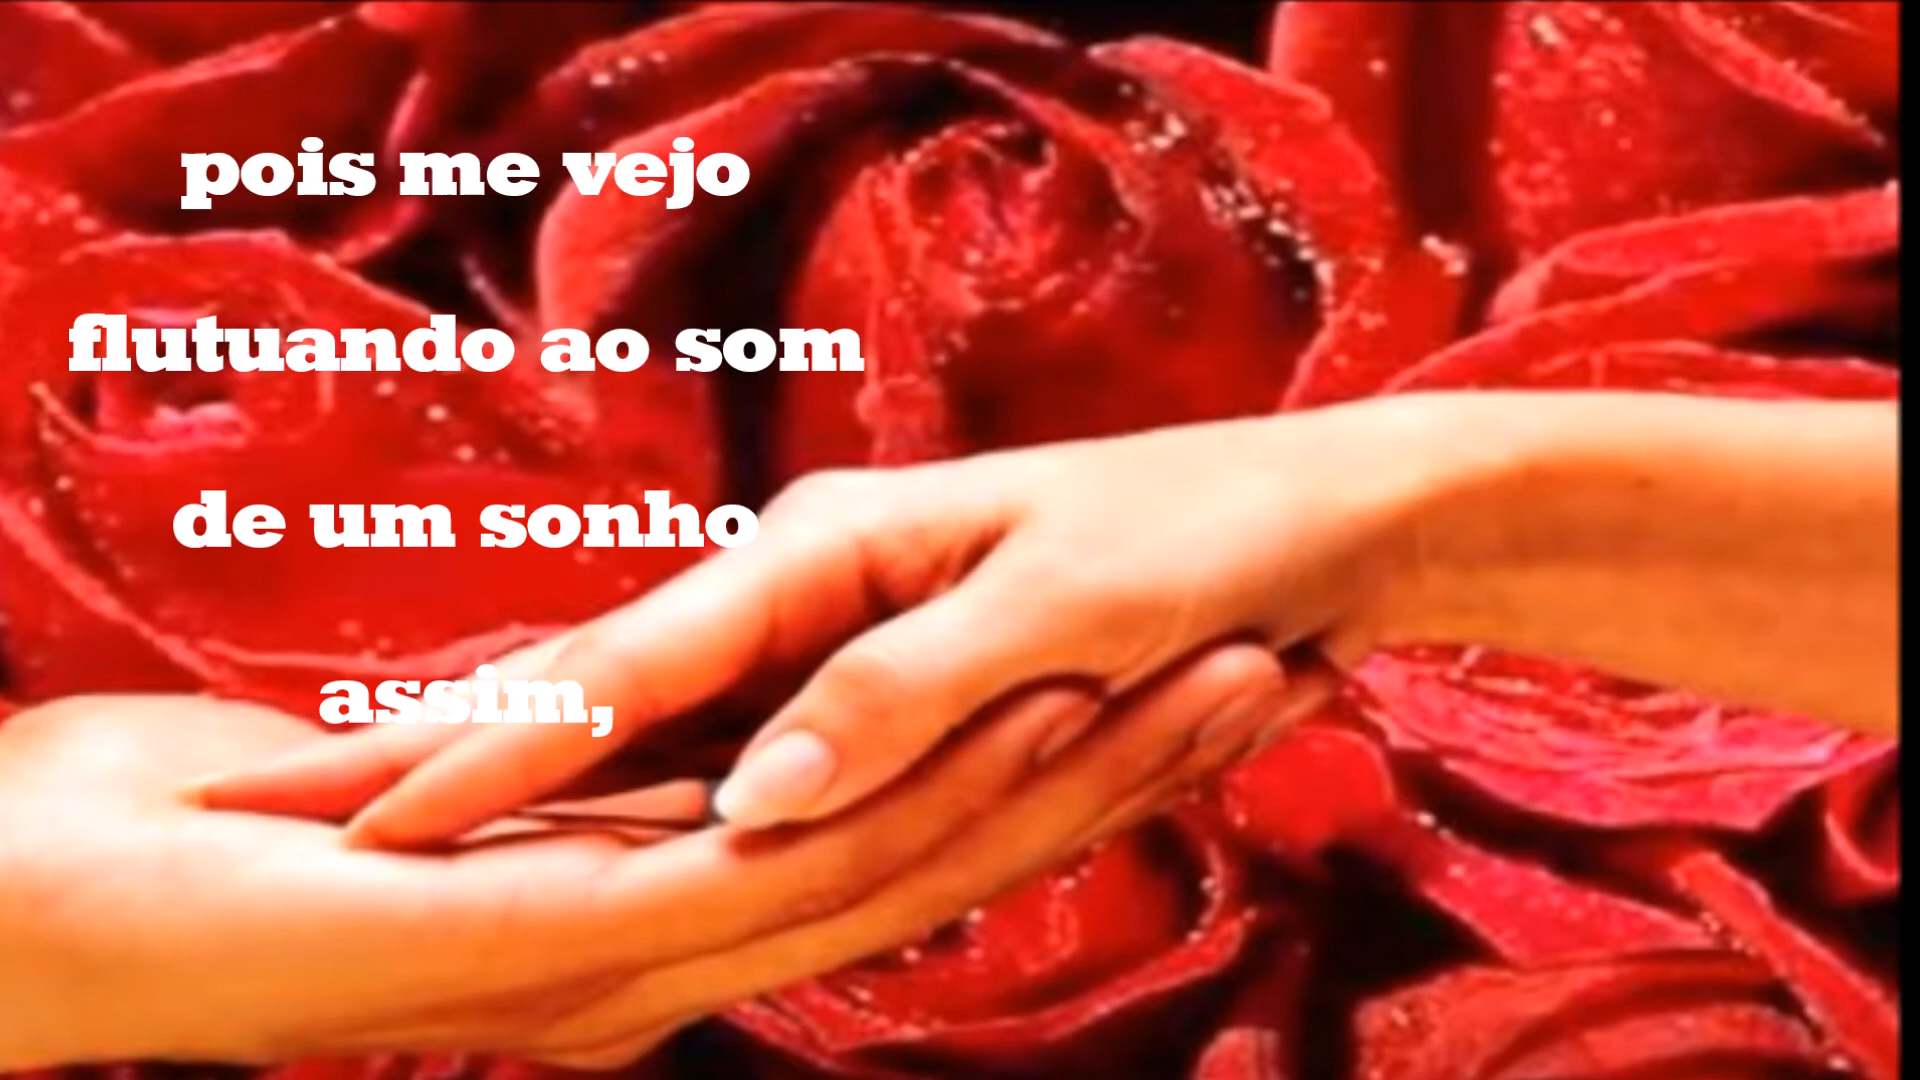 pois me vejo
flutuando ao som
de um sonho
assim,